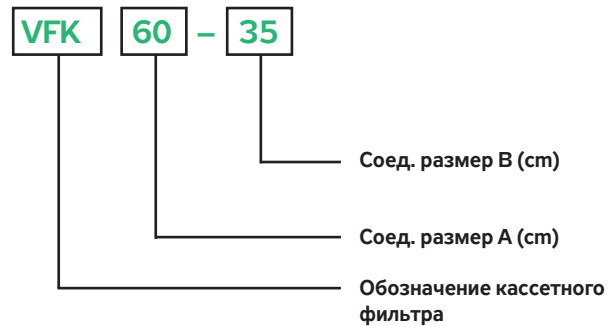 VFK 60 – 35
Соед. размер B (cm)
Соед. размер A (cm)
Обозначение кассетного
фильтра